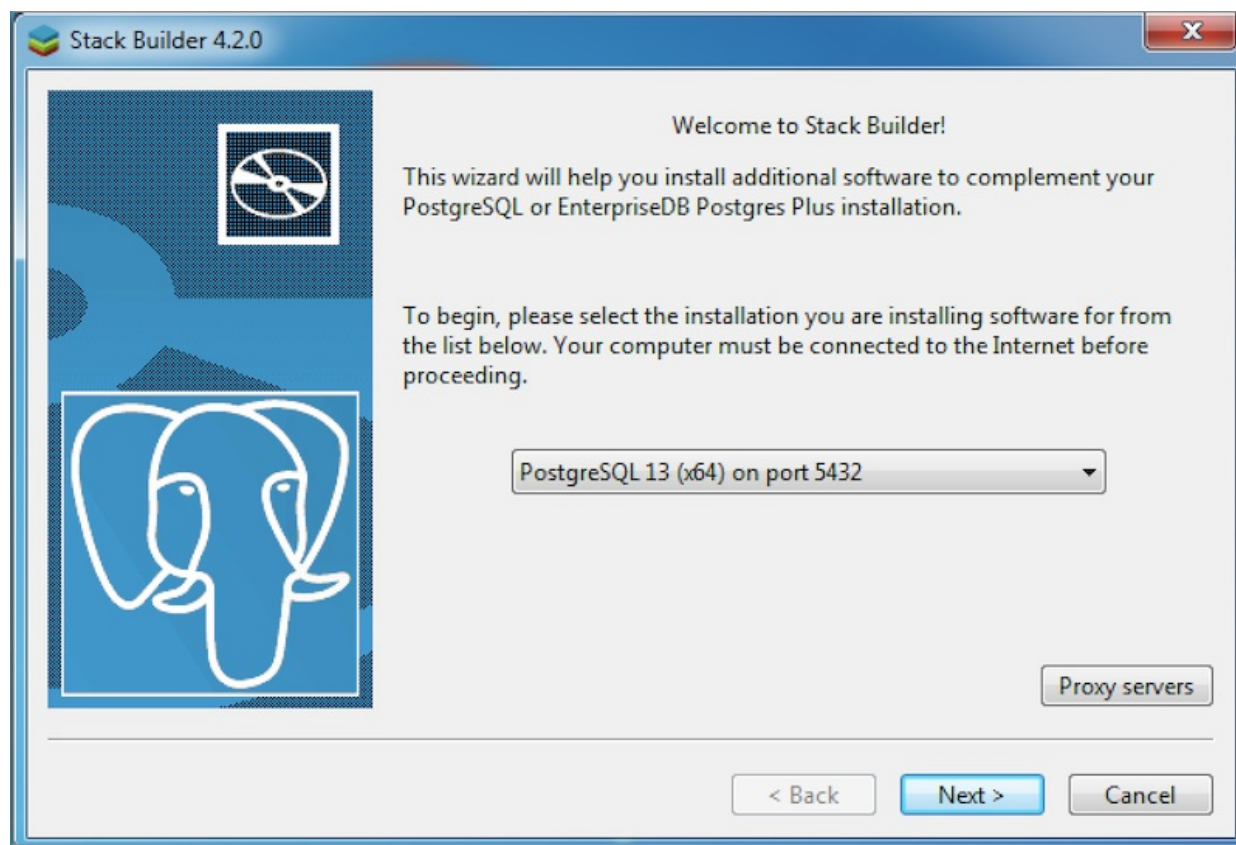 Stack Builder 4.2.0
Welcome to Stack Builder!
This wizard will help you install additional software to complement your
PostgreSQL or EnterpriseDB Postgres Plus installation.
To begin, please select the installation you are installing software for from
the list below. Your computer must be connected to the Internet before
proceeding.
PostgreSQL 13 (x64) on port 5432
Proxy servers
< Back
Next >
Cancel